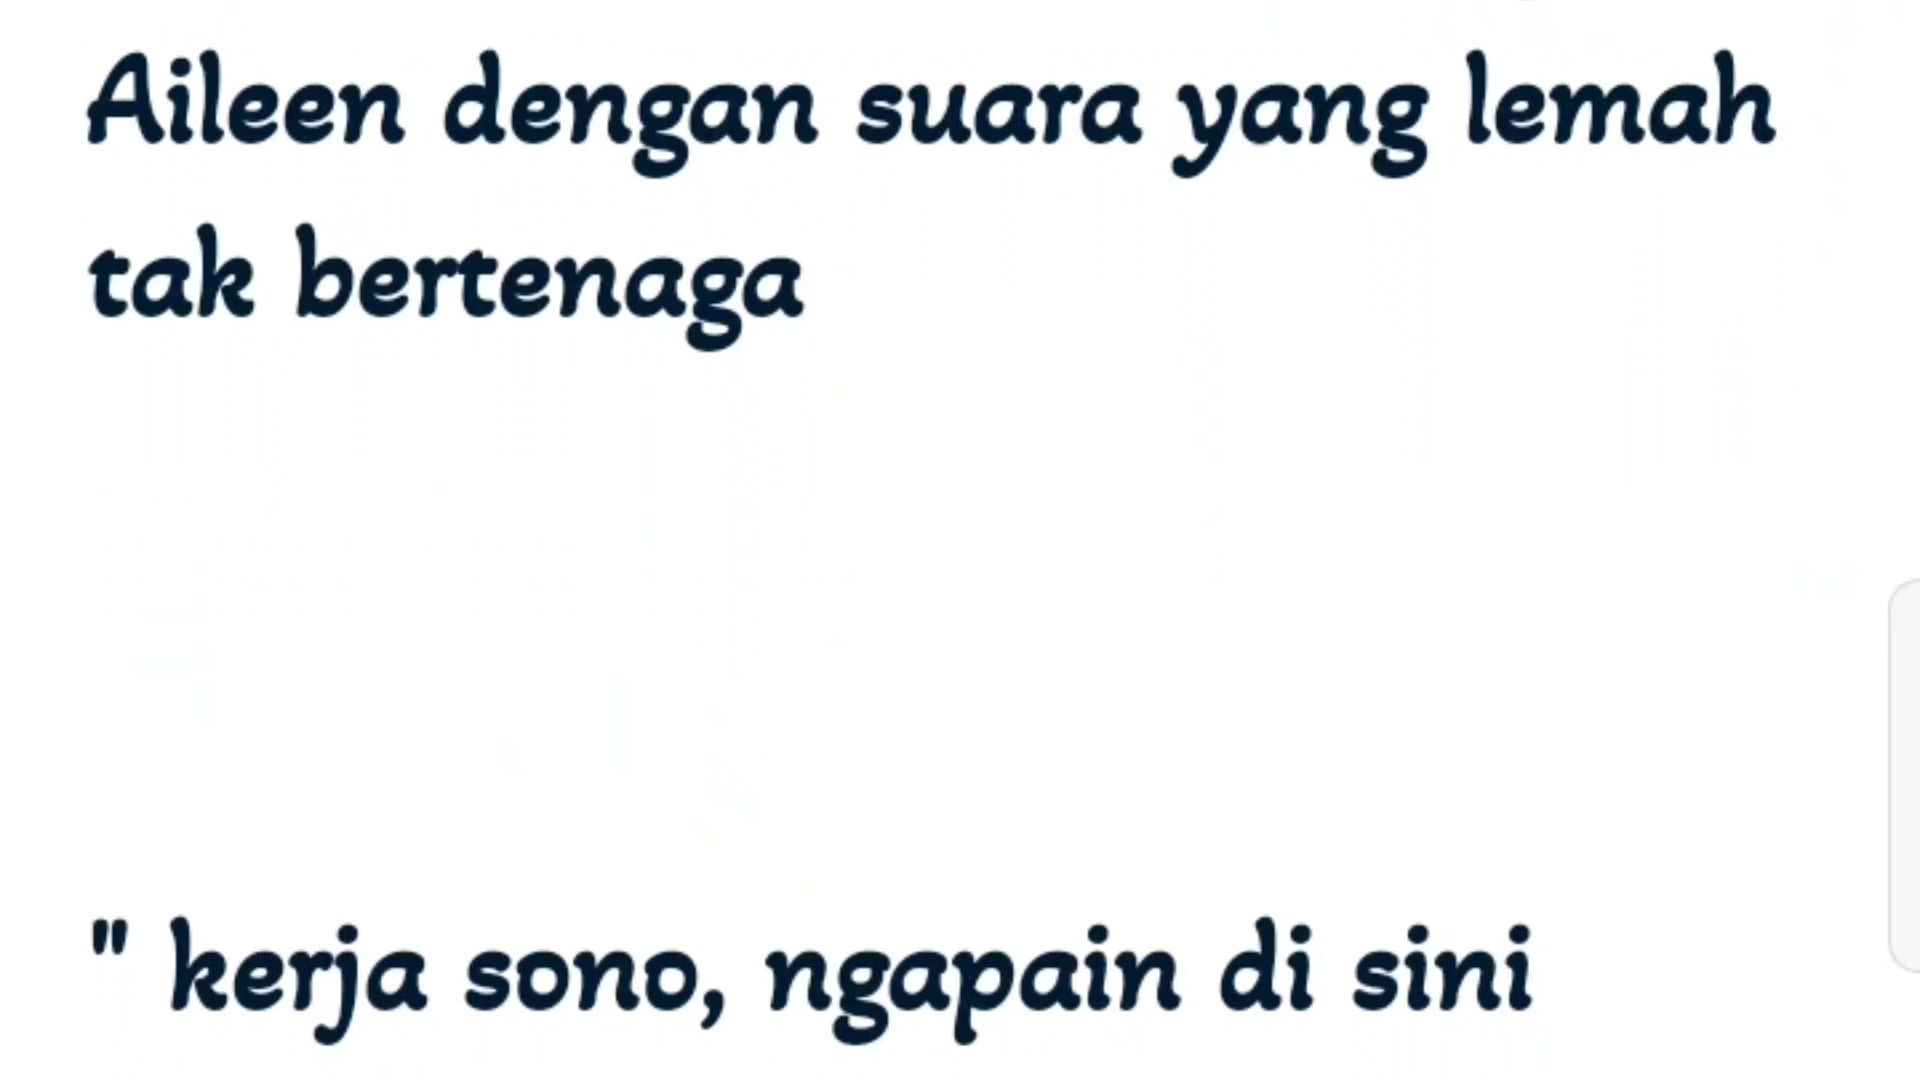 Aileen dengan suara yang lemah
tak bertenaga
" kerja sono, ngapain di sini